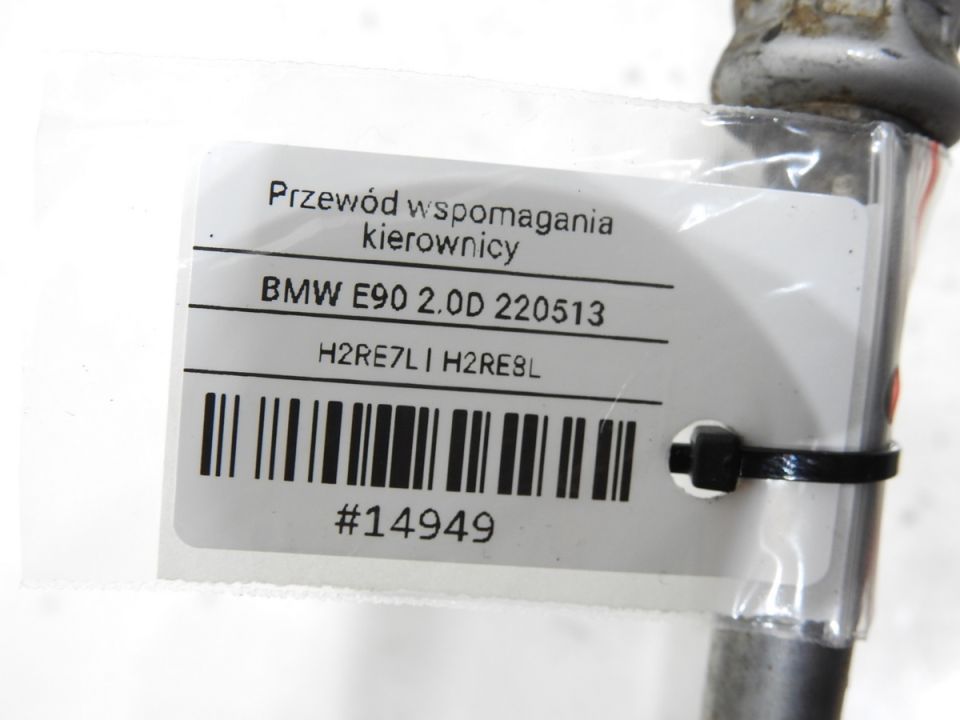 Przewód wspomagania
kierownicy
BMW E90 2.0D 220513
H2RE7L | H2RE8L
#14949